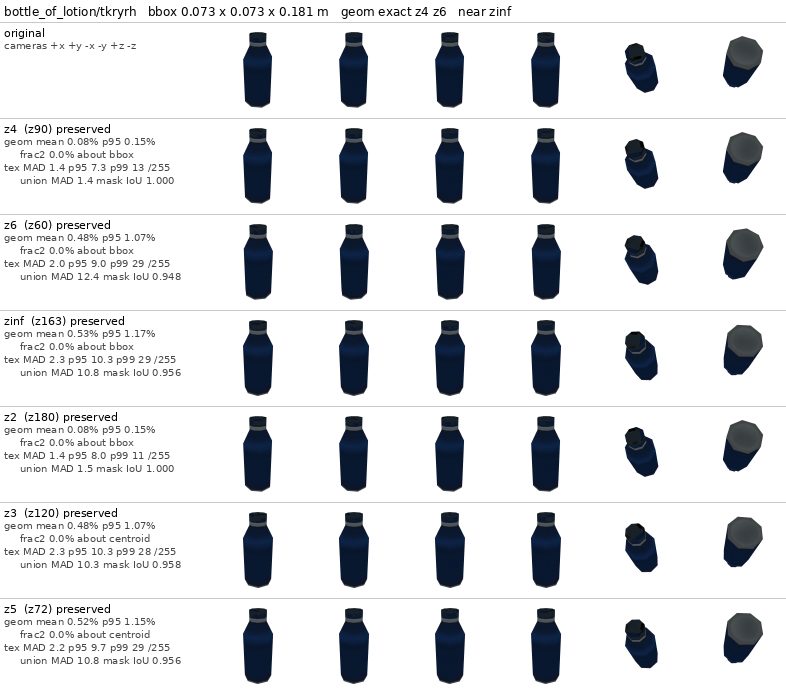 bottle_of_lotion/tkryrh bbox 0.073 x 0.073 x 0.181 m geom exact z4 z6 near zinf
original
cameras +x +y -x -y +z -z
z4 (z90) preserved
geom mean 0.08% p95 0.15%
frac2 0.0% about bbox
tex MAD 1.4 p95 7.3 p99 13 /255
union MAD 1.4 mask IoU 1.000
z6 (z60) preserved
geom mean 0.48% p95 1.07%
frac2 0.0% about bbox
tex MAD 2.0 p95 9.0 p99 29 /255
union MAD 12.4 mask IoU 0.948
zinf (z163) preserved
geom mean 0.53% p95 1.17%
frac2 0.0% about bbox
tex MAD 2.3 p95 10.3 p99 29 /255
union MAD 10.8 mask IoU 0.956
z2 (z180) preserved
geom mean 0.08% p95 0.15%
frac2 0.0% about bbox
tex MAD 1.4 p95 8.0 p99 11 /255
union MAD 1.5 mask IoU 1.000
z3 (z120) preserved
geom mean 0.48% p95 1.07%
frac2 0.0% about centroid
tex MAD 2.3 p95 10.3 p99 28 /255
union MAD 10.3 mask IoU 0.958
z5 (z72) preserved
geom mean 0.52% p95 1.15%
frac2 0.0% about centroid
tex MAD 2.2 p95 9.7 p99 29 /255
union MAD 10.8 mask IoU 0.956